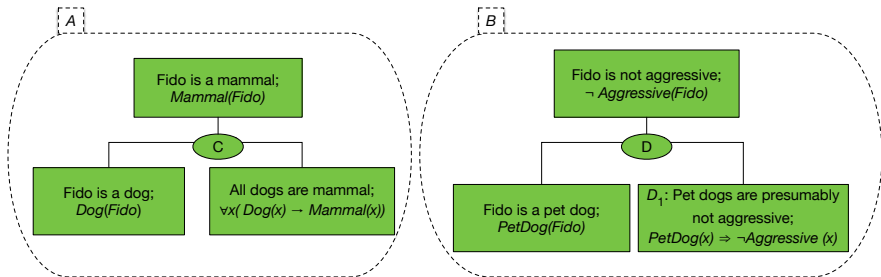 A
Fido is a mammal;
Mammal(Fido)
C
Fido is a dog;
Dog(Fido)
All dogs are mammal;
∀x( Dog(x) → Mammal(x))
B
Fido is not aggressive;
¬ Aggressive(Fido)
D
Fido is a pet dog;
PetDog(Fido)
D₁: Pet dogs are presumably
not aggressive;
PetDog(x) ⇒ ¬Aggressive (x)